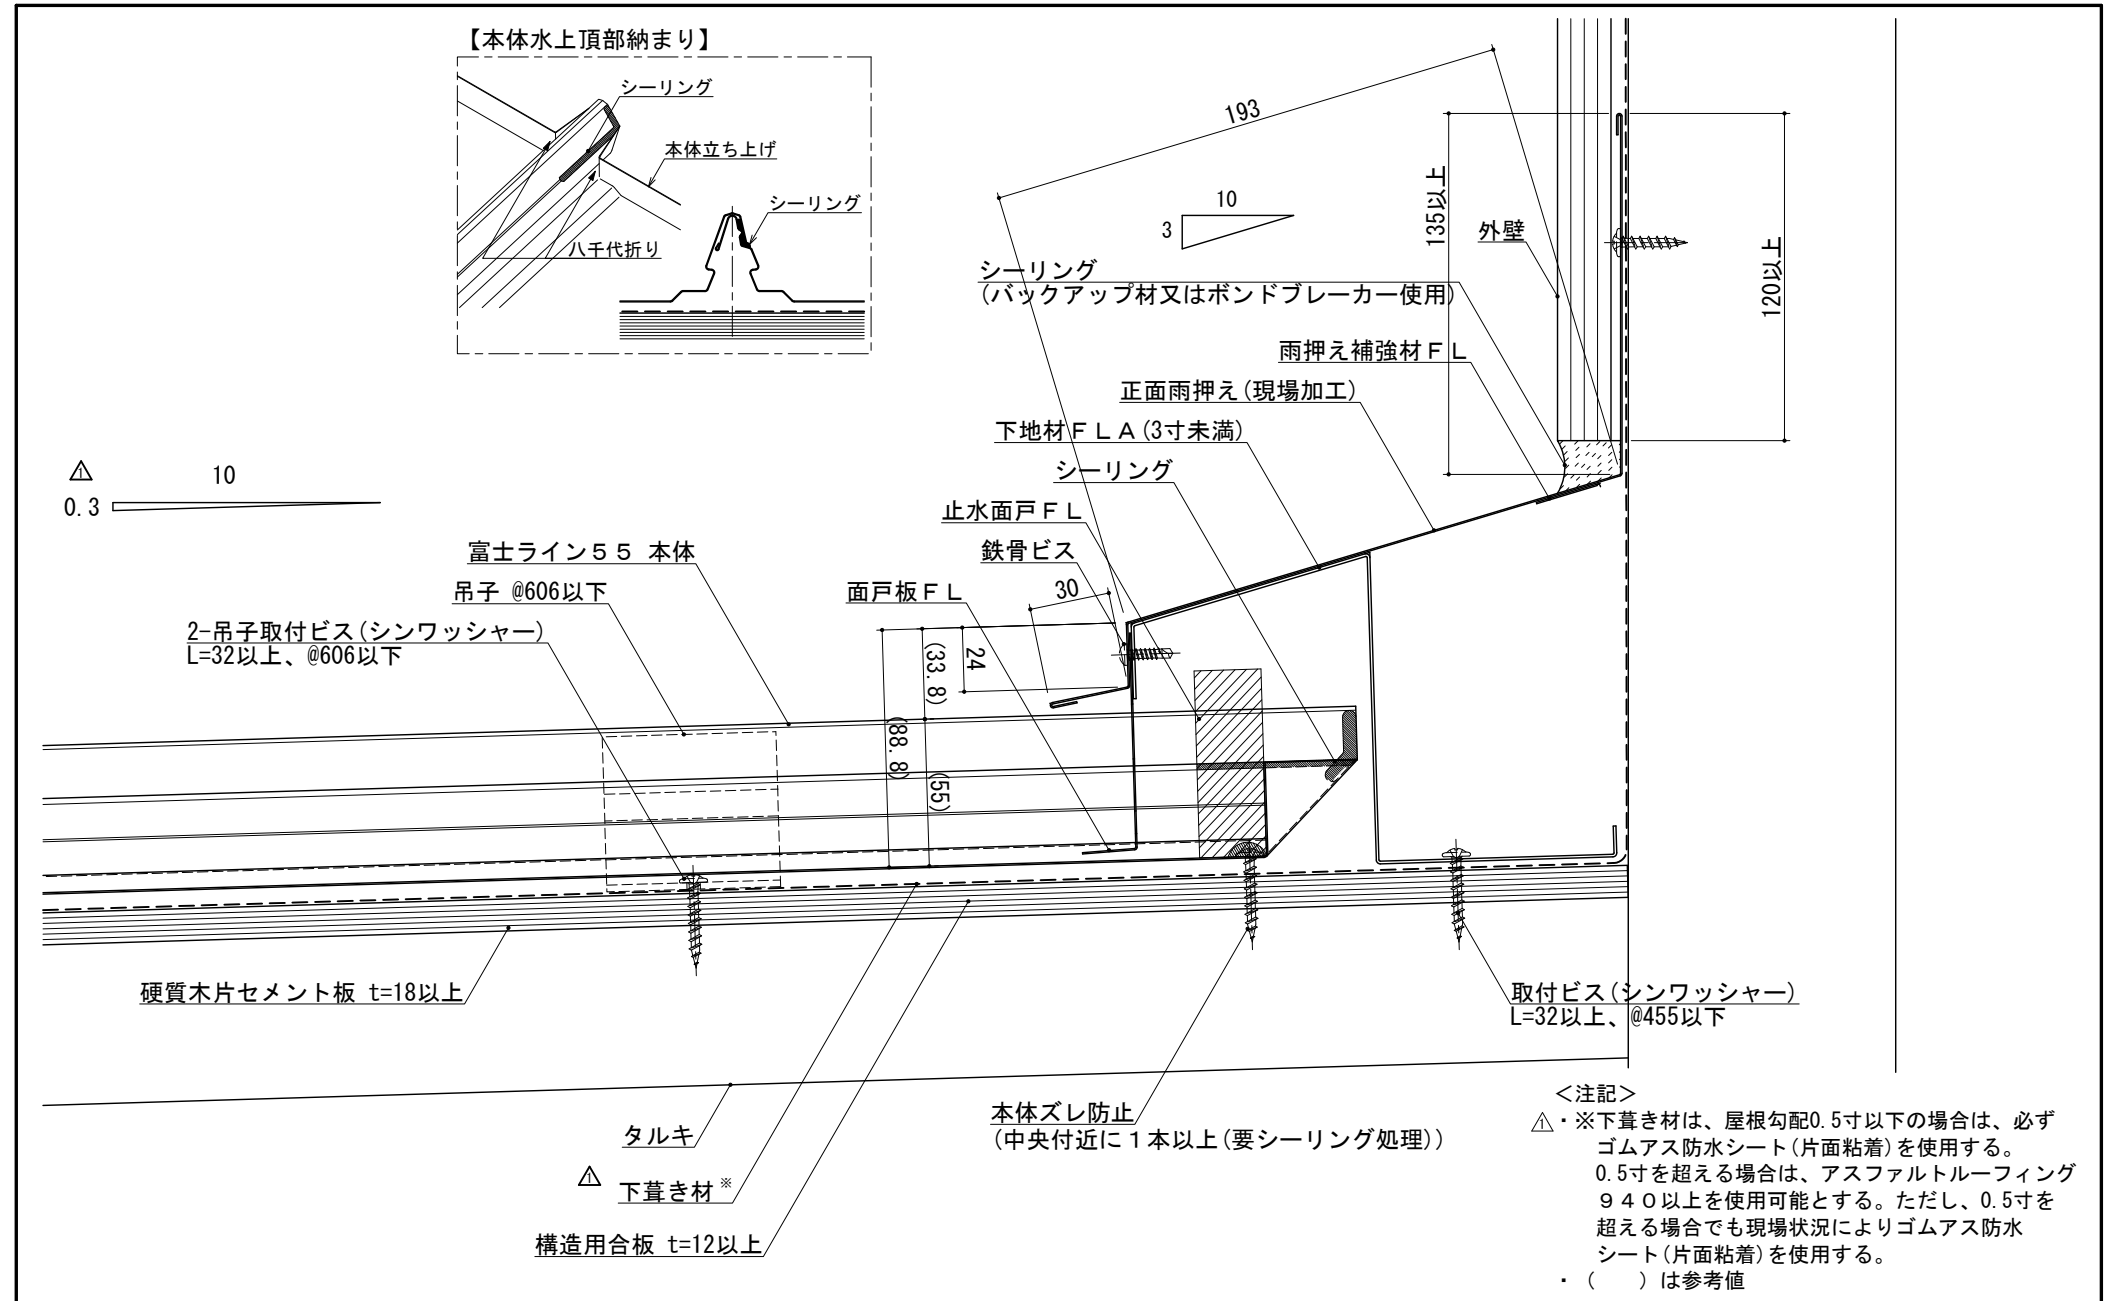 【本体水上頂部納まり】
シーリング
本体立ち上げ
シーリング
八千代折り
193
10
3
135以上
外壁
120以上
シーリング
(バックアップ材又はボンドブレーカー使用)
雨押え補強材ＦＬ
正面雨押え(現場加工)
下地材ＦＬＡ(3寸未満)
シーリング
止水面戸ＦＬ
鉄骨ビス
30
面戸板ＦＬ
1
10
0.3
富士ライン５５ 本体
吊子 @606以下
2-吊子取付ビス(シンワッシャー)
L=32以上、@606以下
24
(33.8)
(88.8)
(55)
硬質木片セメント板 t=18以上
取付ビス(シンワッシャー)
L=32以上、@455以下
本体ズレ防止
(中央付近に１本以上(要シーリング処理))
タルキ
1
下葺き材※
構造用合板 t=12以上
＜注記＞
1・※下葺き材は、屋根勾配0.5寸以下の場合は、必ず
ゴムアス防水シート(片面粘着)を使用する。
0.5寸を超える場合は、アスファルトルーフィング
９４０以上を使用可能とする。ただし、0.5寸を
超える場合でも現場状況によりゴムアス防水
シート(片面粘着)を使用する。
・（　　）は参考値